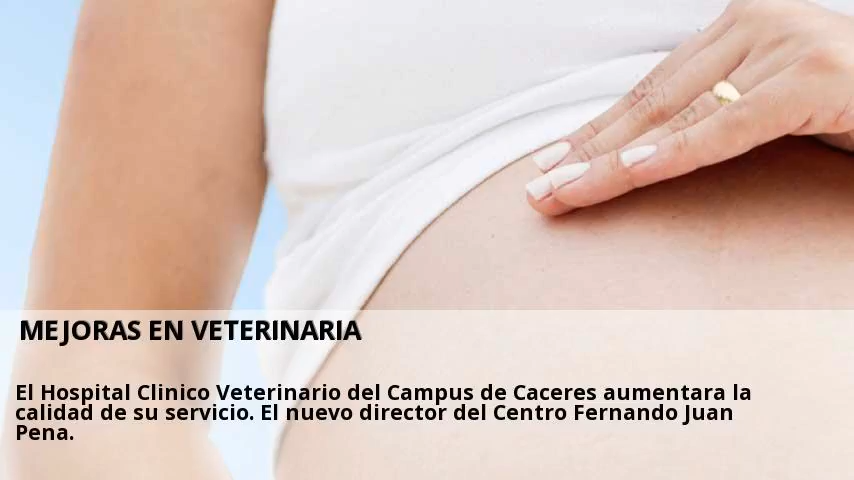 MEJORAS EN VETERINARIA
El Hospital Clinico Veterinario del Campus de Caceres aumentara la
calidad de su servicio. El nuevo director del Centro Fernando Juan
Pena.